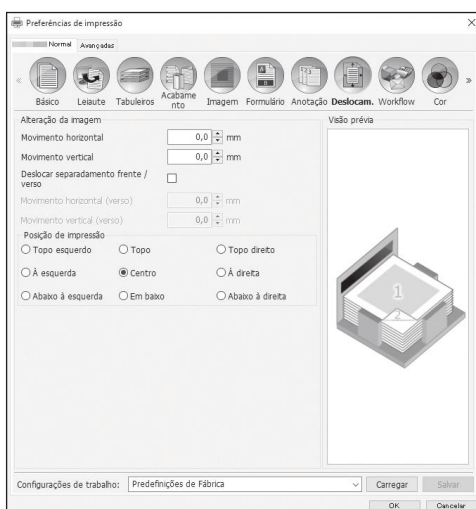 Preferências de impressão
Normal Avançadas
Básico Leiaute Tabuleiros Acabame
nto Imagem Formulário Anotação Deslocam. Workflow Cor
Alteração da imagem
Visão prévia
Movimento horizontal 0,0 mm
Movimento vertical 0,0 mm
Deslocar separadamento frente /
verso
Movimento horizontal (verso) 0,0 mm
Movimento vertical (verso) 0,0 mm
Posição de impressão
Topo esquerdo Topo Topo direito
À esquerda Centro À direita
Abaixo à esquerda Em baixo Abaixo à direita
1
2
Configurações de trabalho: Predefinições de Fábrica Carregar Salvar
OK Cancelar